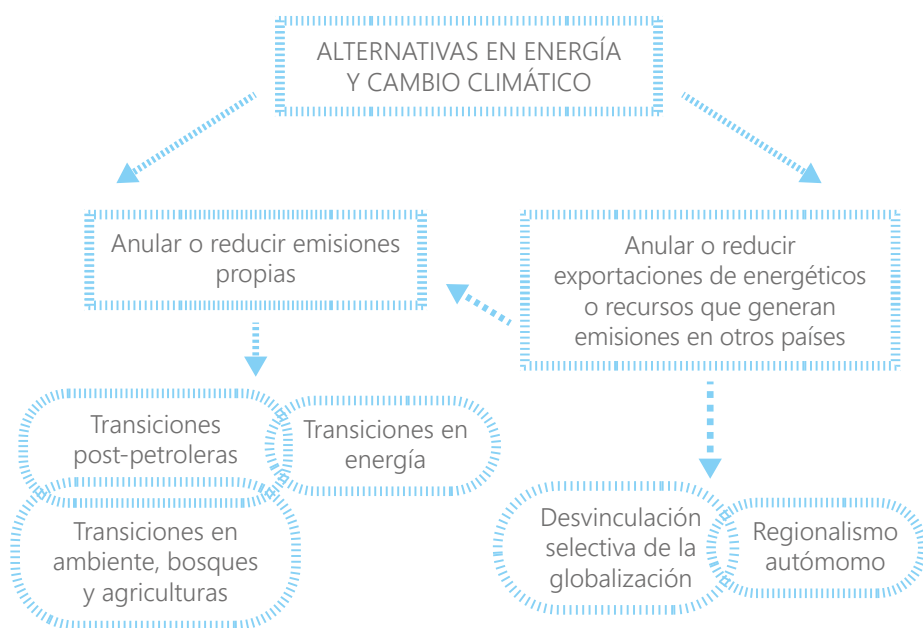 ALTERNATIVAS EN ENERGÍA
Y CAMBIO CLIMÁTICO
Anular o reducir emisiones
propias
Anular o reducir
exportaciones de energéticos
o recursos que generan
emisiones en otros países
Transiciones
post-petroleras
Transiciones en
energía
Transiciones en
ambiente, bosques
y agriculturas
Desvinculación
selectiva de la
globalización
Regionalismo
autómomo